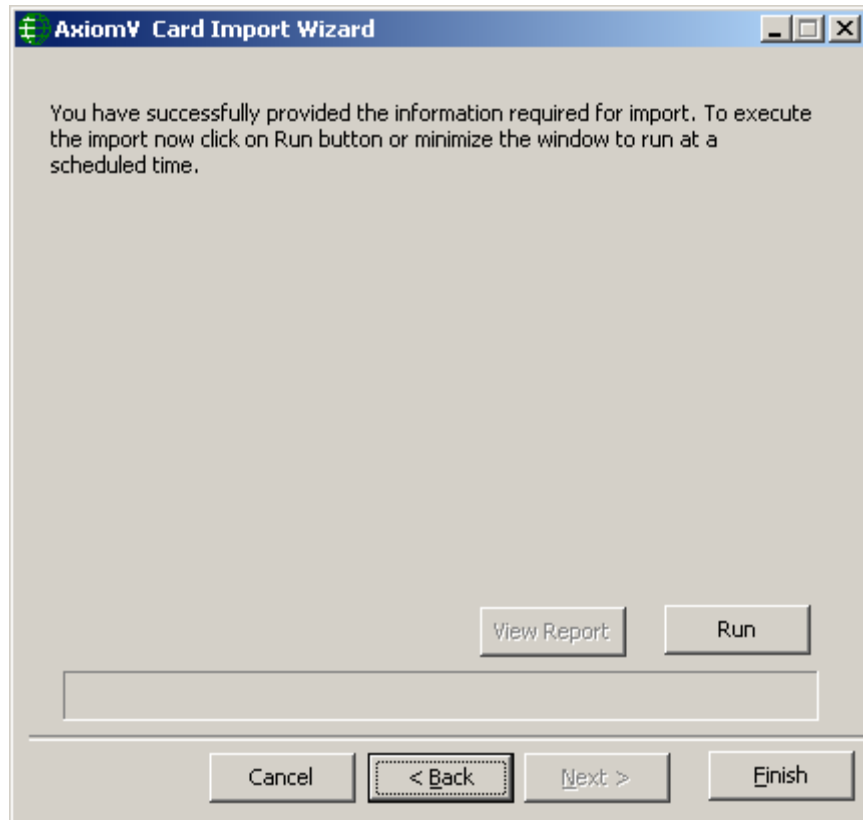 AxiomV Card Import Wizard
You have successfully provided the information required for import. To execute
the import now click on Run button or minimize the window to run at a
scheduled time.
View Report
Run
Cancel
< Back
Next >
Finish